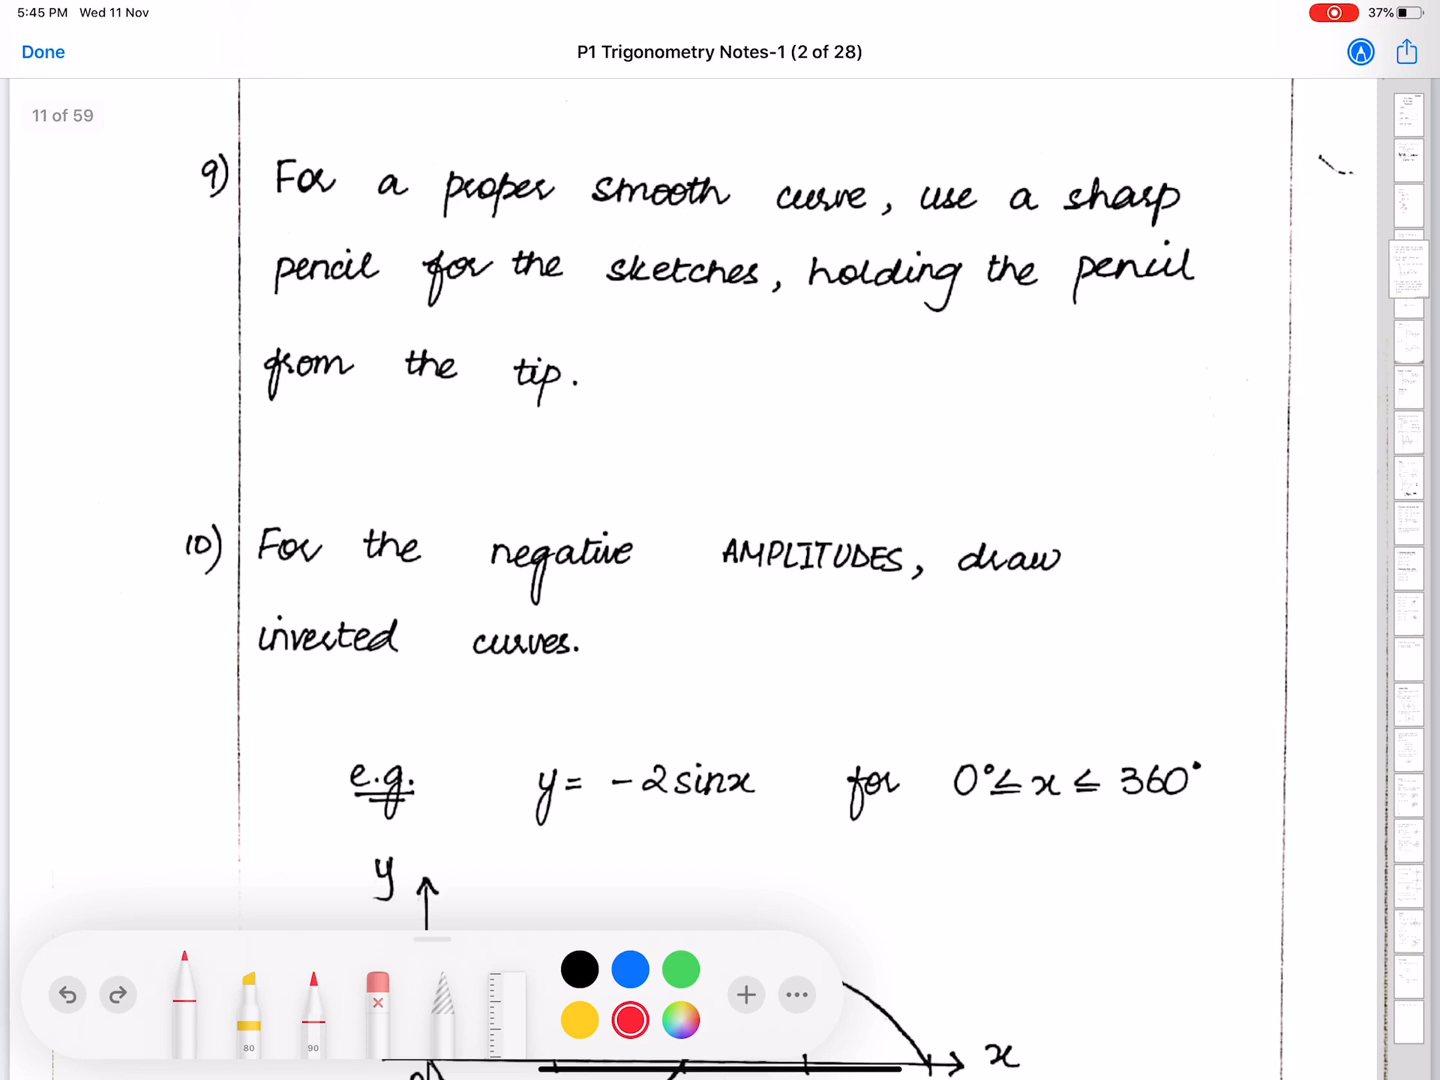 5:45 PM Wed 11 Nov
37%
Done
P1 Trigonometry Notes-1 (2 of 28)
11 of 59
9) For a proper smooth curve, use a sharp
pencil for the sketches, holding the pencil
from the tip.
10) For the negative AMPLITUDES, draw
inverted curves.
e.g. y = -2sinx for 0° ≤ x ≤ 360°
y
80
90
x